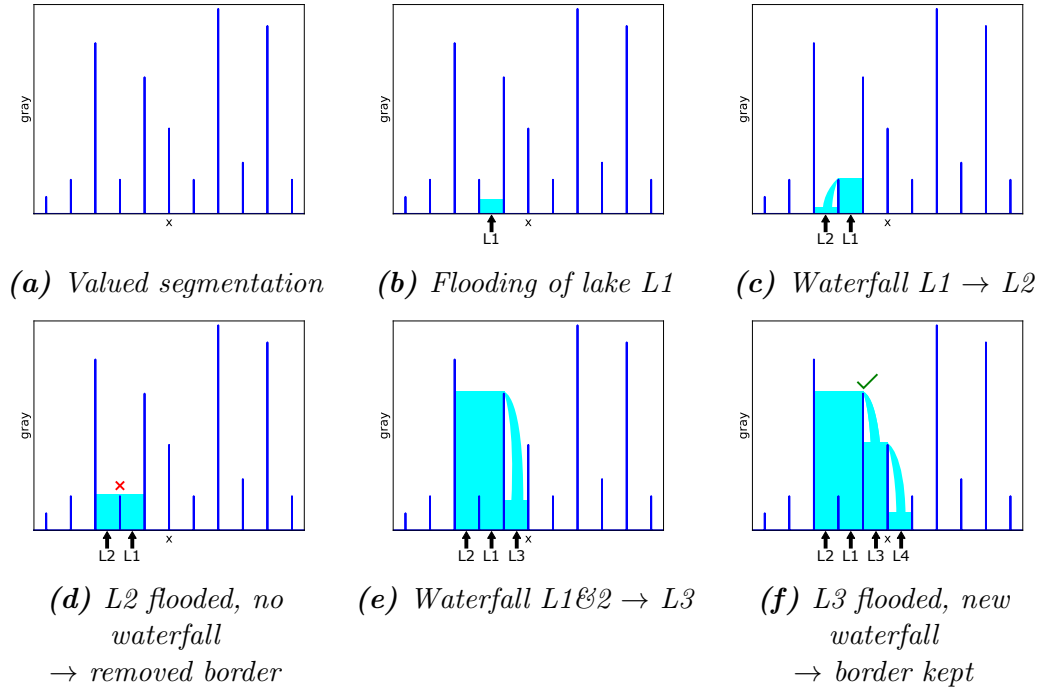 gray
x
(a) Valued segmentation
gray
x
L1
(b) Flooding of lake L1
gray
x
L2 L1
(c) Waterfall L1 → L2
gray
x
L2 L1
(d) L2 flooded, no
waterfall
→ removed border
gray
x
L2 L1 L3
(e) Waterfall L1&2 → L3
gray
x
L2 L1 L3 L4
(f) L3 flooded, new
waterfall
→ border kept